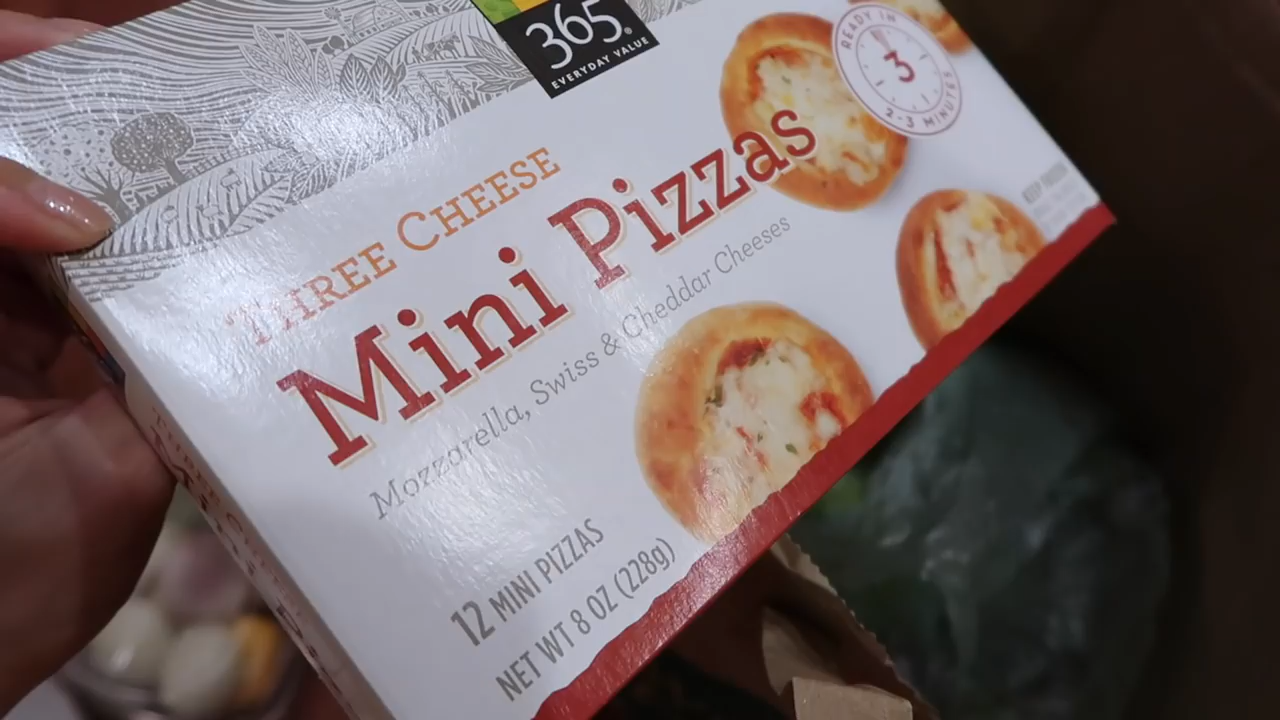 365®
EVERYDAY VALUE
READY IN
3
2-3 MINUTES
THREE CHEESE
Mini Pizzas
Mozzarella, Swiss & Cheddar Cheeses
12 MINI PIZZAS
NET WT 8 OZ (228g)